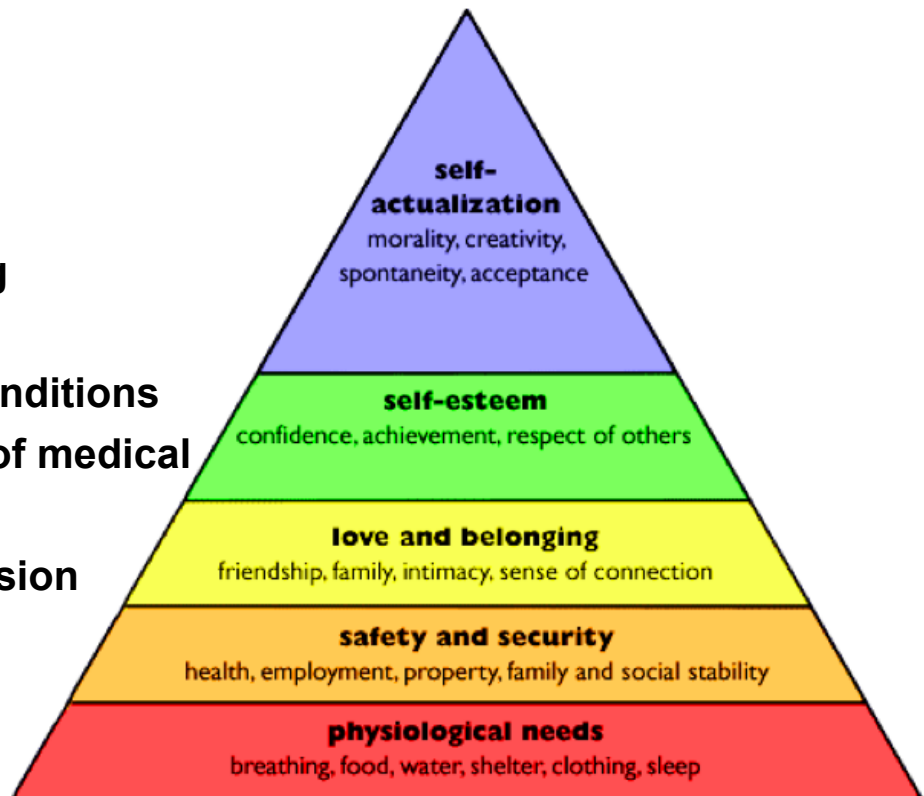 self-
actualization
morality, creativity,
spontaneity, acceptance
g
nditions
of medical
sion
self-esteem
confidence, achievement, respect of others
love and belonging
friendship, family, intimacy, sense of connection
safety and security
health, employment, property, family and social stability
physiological needs
breathing, food, water, shelter, clothing, sleep